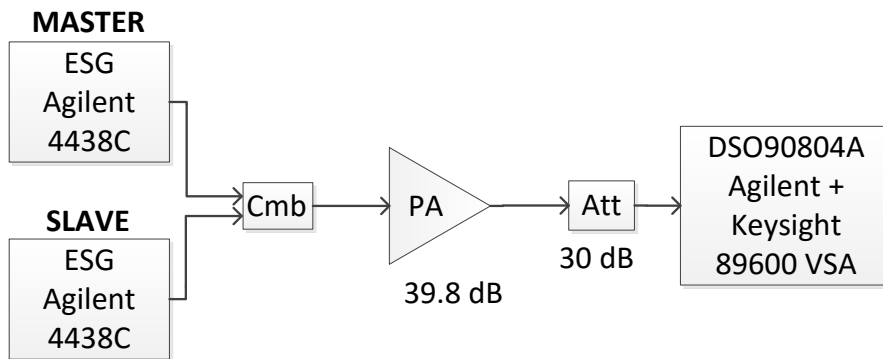 MASTER
ESG
Agilent
4438C
SLAVE
ESG
Agilent
4438C
Cmb
PA
39.8 dB
Att
30 dB
DSO90804A
Agilent +
Keysight
89600 VSA